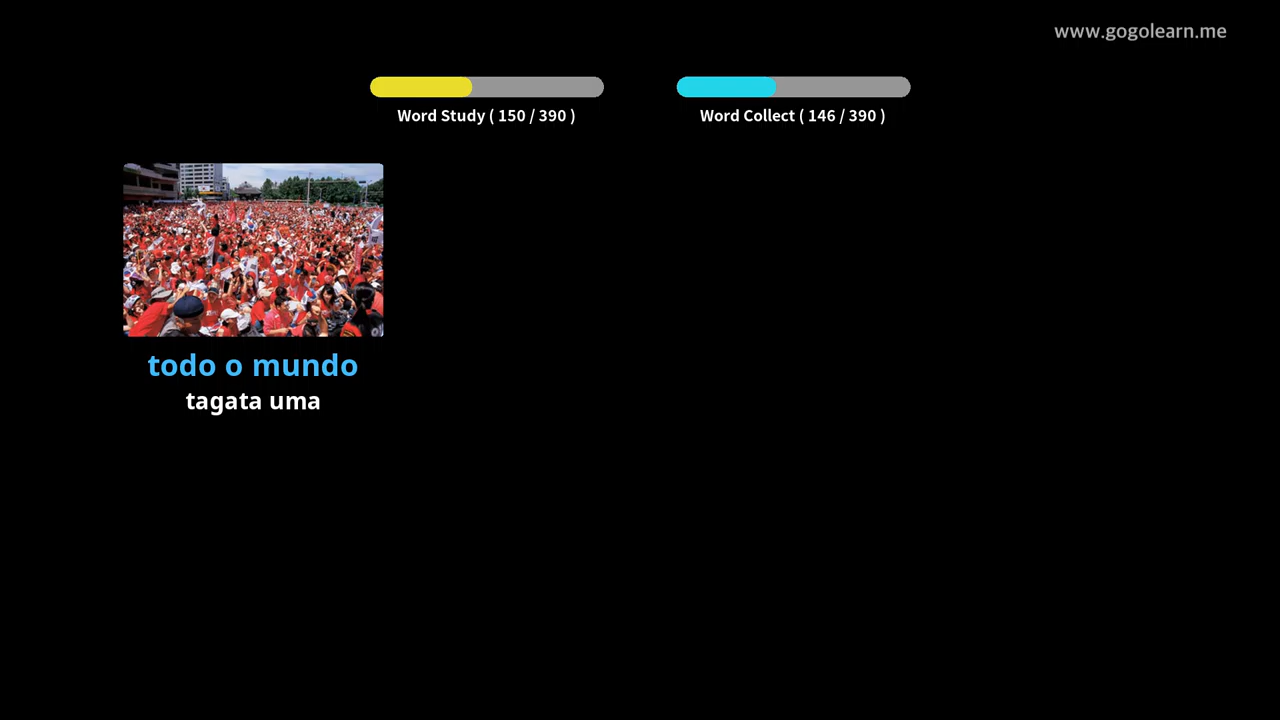 www.gogolearn.me
Word Study ( 150 / 390 )
Word Collect ( 146 / 390 )
todo o mundo
tagata uma